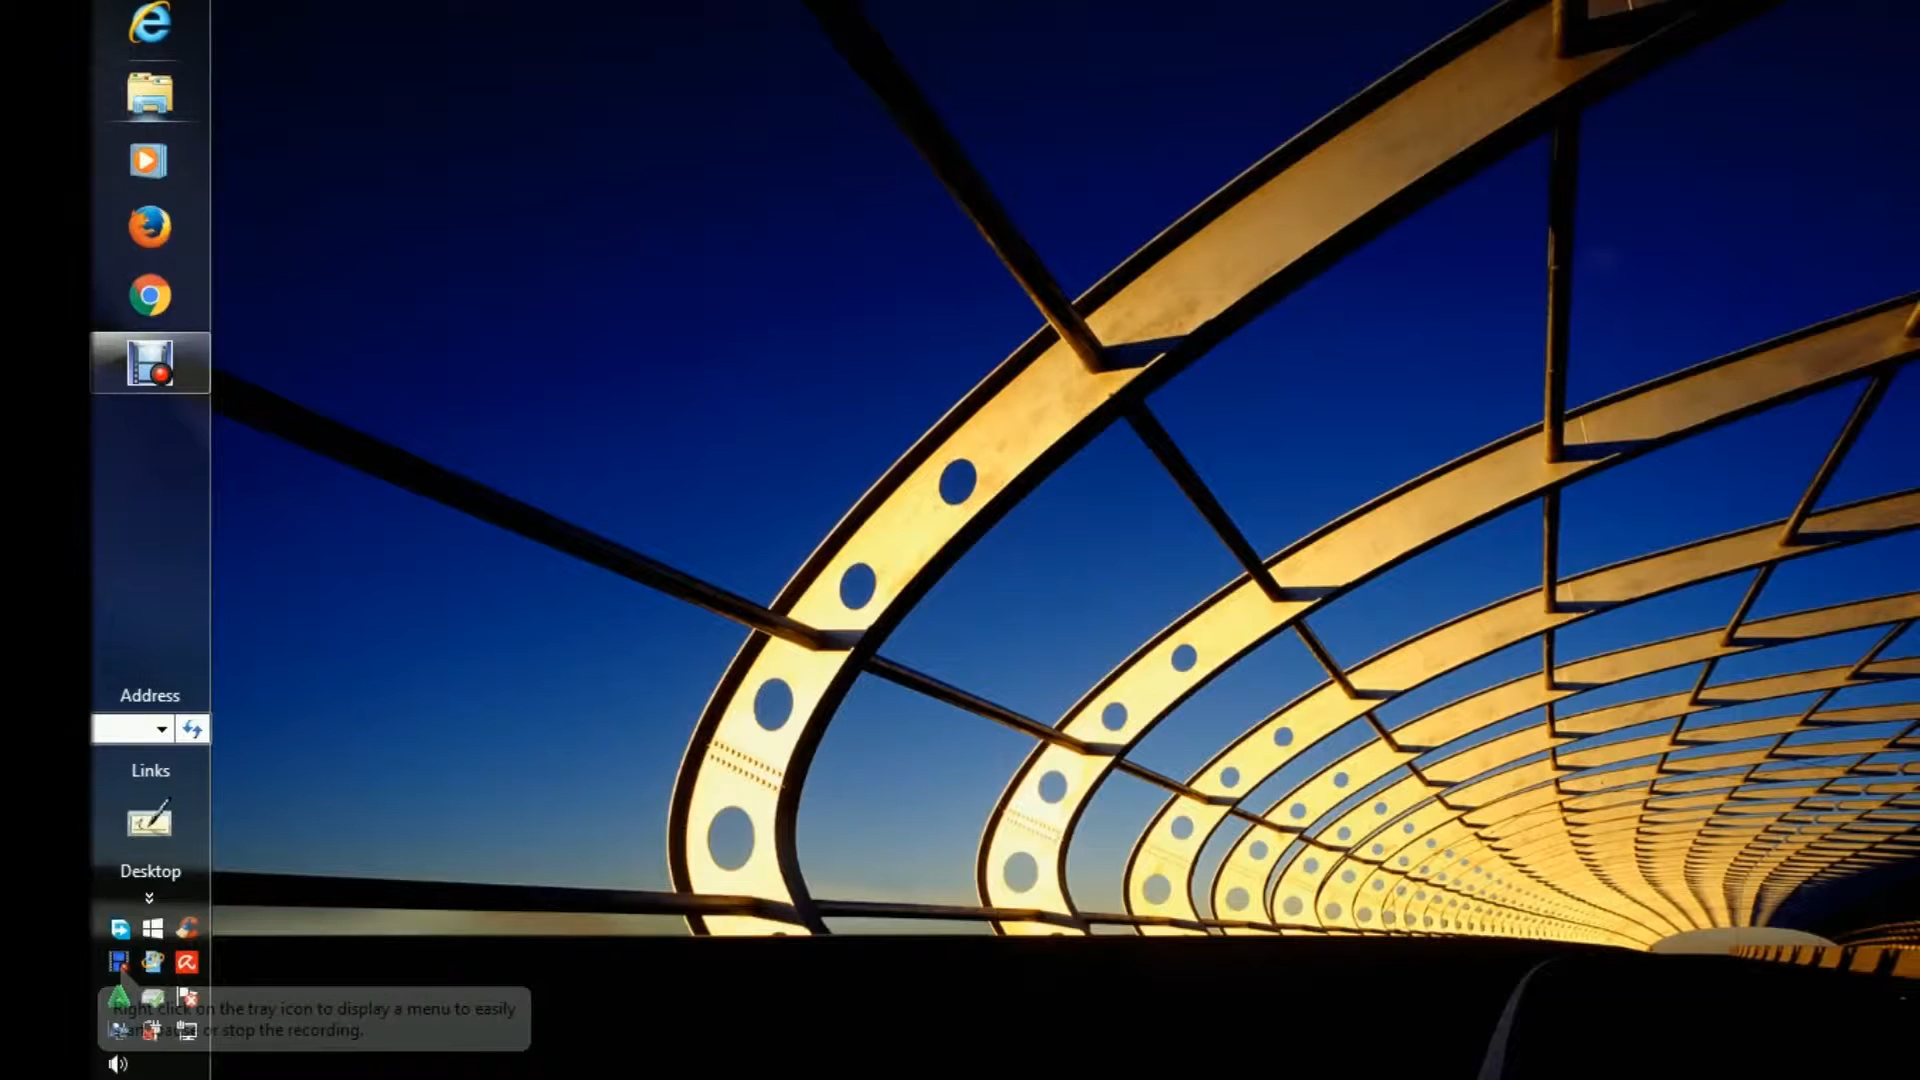 Address
Links
Desktop
Right click on the tray icon to display a menu to easily
start, pause or stop the recording.